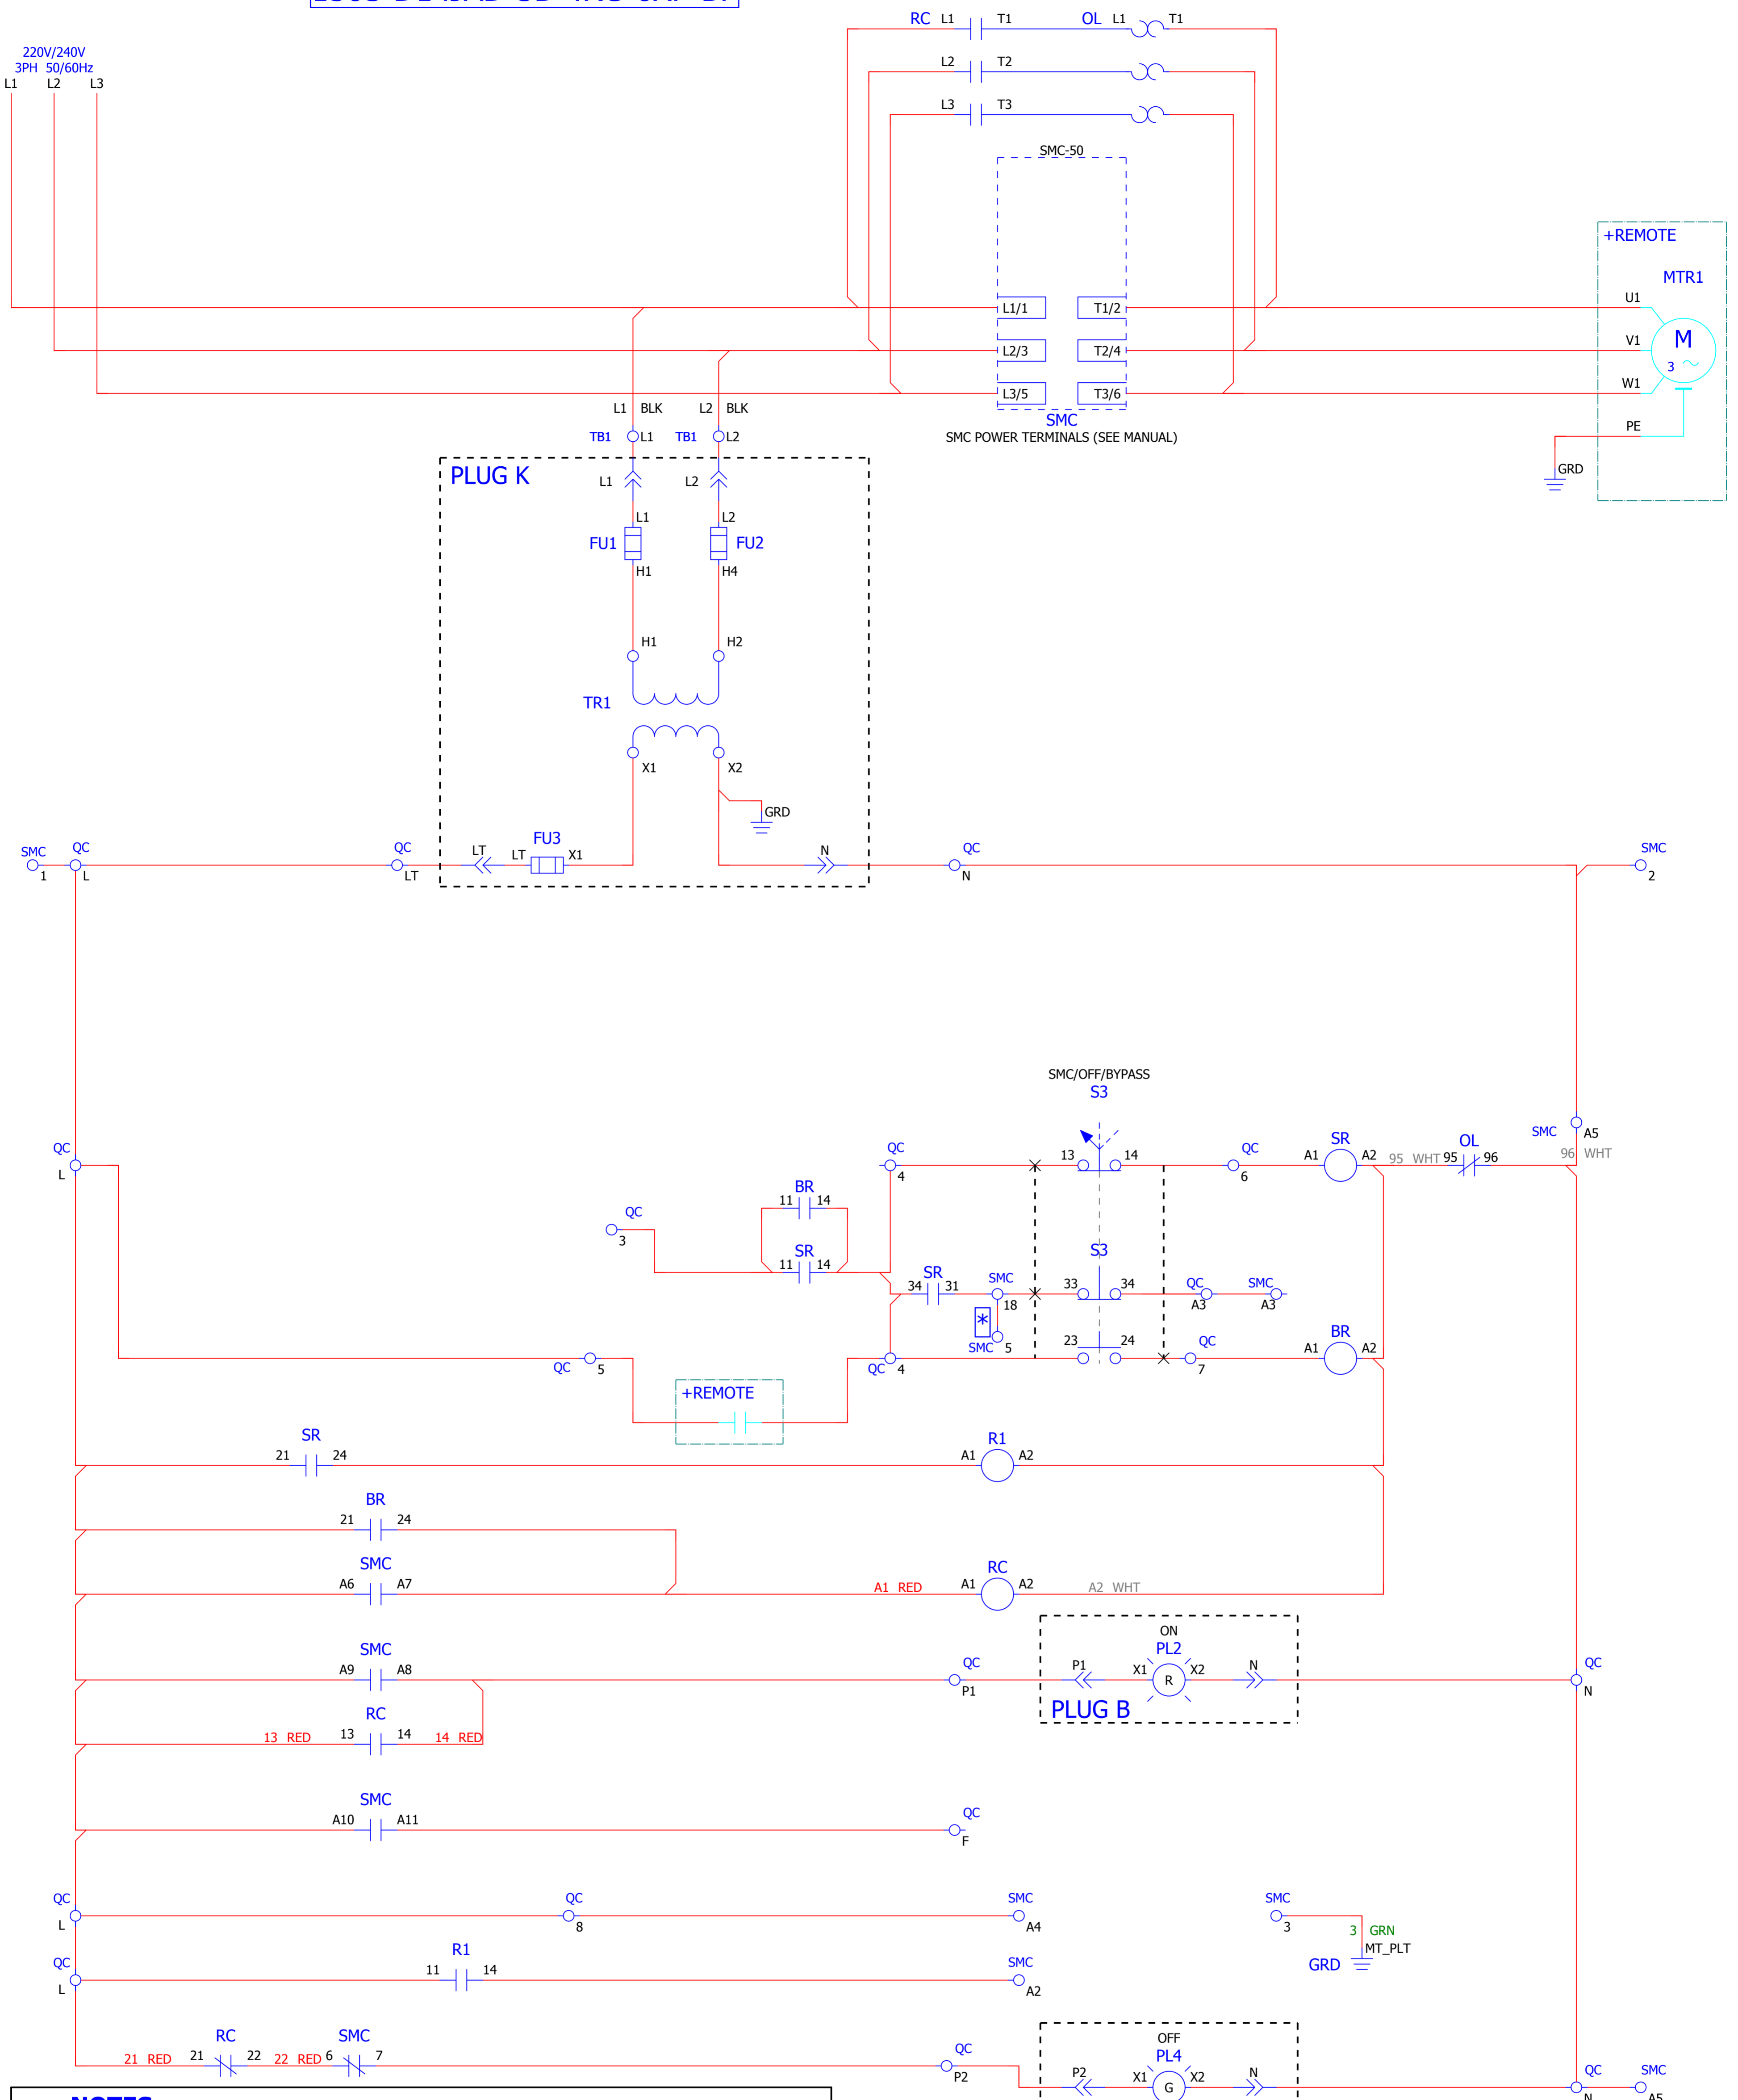 RC L1 T1 OL L1 T1
220V/240V
3PH 50/60Hz
L1 L2 L3
L2 T2
L3 T3
SMC-50
+REMOTE
MTR1
L1/1 T1/2 U1
L2/3 T2/4 V1
M
3
L3/5 T3/6 W1
SMC
SMC POWER TERMINALS (SEE MANUAL)
PE
GRD
L1 BLK L2 BLK
TB1 L1 TB1 L2
PLUG K
L1 L2
L1 L2
FU1 FU2
H1 H4
H1 H2
TR1
X1 X2
GRD
SMC QC QC FU3 QC SMC
LT LT X1 N
1 L LT N 2
SMC/OFF/BYPASS
S3
SMC A5
QC QC 13 14 QC SR OL
A1 A2 95 WHT 95 96 96 WHT
L 4 6
BR
11 14
QC
3
SR S3
11 14
SR
34 31 SMC 33 34 QC SMC
18 A3 A3
*
SMC 5 23 24 QC BR
A1 A2
QC 5 QC 4 7
+REMOTE
SR R1
21 24 A1 A2
BR
21 24
SMC RC
A6 A7 A1 RED A1 A2 A2 WHT
ON
SMC QC PL2 QC
A9 A8 P1 X1 X2 N
P1 R N
PLUG B
RC
13 RED 13 14 14 RED
SMC QC
A10 A11
F
QC QC SMC SMC
L 8 A4 3
3 GRN
MT_PLT
GRD
QC R1 SMC
11 14
L A2
OFF
RC SMC QC PL4 QC SMC
21 RED 21 22 22 RED 6 7
P2 P2 X1 X2 N
G
N A5
NOTES